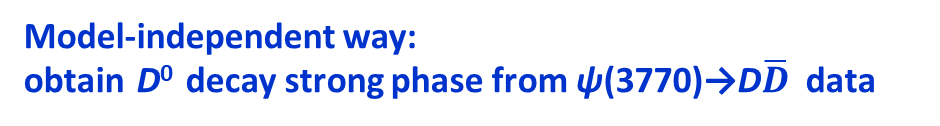 Model-independent way:
obtain D⁰ decay strong phase from ψ(3770)→DD̅ data